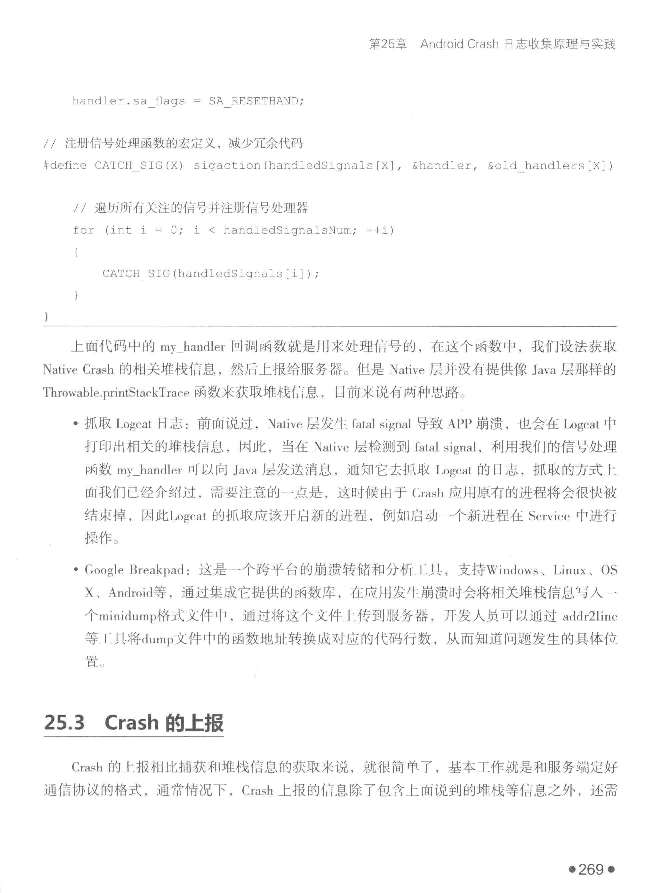 第25章 Android Crash 日志收集原理与实践
handler.sa_flags = SA_RESETHAND;
// 注册信号处理函数的宏定义，减少冗余代码
#define CATCH_SIG(X) sigaction(handledSignals[X], &handler, &old_handlers[X])
// 遍历所有关注的信号并注册信号处理器
for (int i = 0; i < handledSignalsNum; ++i)
{
CATCH_SIG(handledSignals[i]);
}
}
上面代码中的 my_handler 回调函数就是用来处理信号的，在这个函数中，我们设法获取
Native Crash 的相关堆栈信息，然后上报给服务器。但是 Native 层并没有提供像 Java 层那样的
Throwable.printStackTrace 函数来获取堆栈信息，目前来说有两种思路。
• 抓取 Logcat 日志：前面说过，Native 层发生 fatal signal 导致 APP 崩溃，也会在 Logcat 中
打印出相关的堆栈信息，因此，当在 Native 层检测到 fatal signal，利用我们的信号处理
函数 my_handler 可以向 Java 层发送消息，通知它去抓取 Logcat 的日志，抓取的方式上
面我们已经介绍过，需要注意的一点是，这时候由于 Crash 应用原有的进程将会很快被
结束掉，因此Logcat 的抓取应该开启新的进程，例如启动一个新进程在 Service 中进行
操作。
• Google Breakpad：这是一个跨平台的崩溃转储和分析工具，支持Windows、Linux、OS
X、Android等，通过集成它提供的函数库，在应用发生崩溃时会将相关堆栈信息写入一
个minidump格式文件中，通过将这个文件上传到服务器，开发人员可以通过 addr2line
等工具将dump文件中的函数地址转换成对应的代码行数，从而知道问题发生的具体位
置。
25.3 Crash 的上报
Crash 的上报相比捕获和堆栈信息的获取来说，就很简单了，基本工作就是和服务端定好
通信协议的格式，通常情况下，Crash 上报的信息除了包含上面说到的堆栈等信息之外，还需
•269•